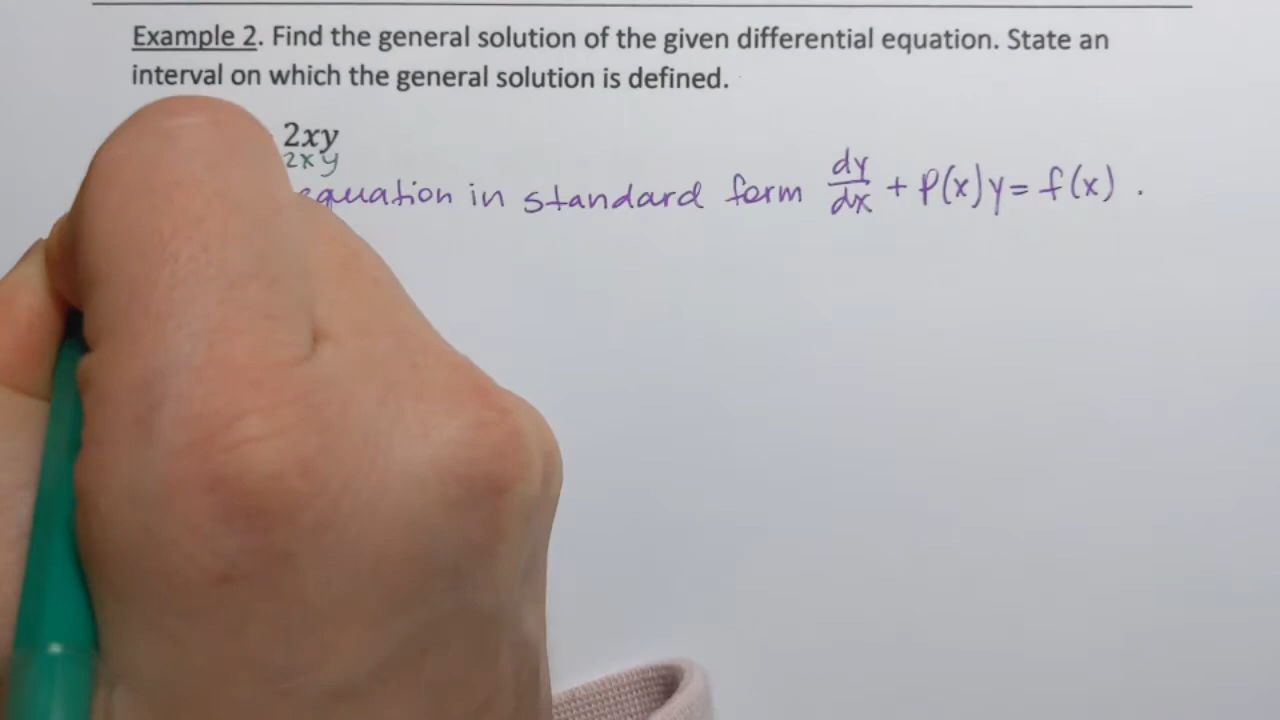 Example 2. Find the general solution of the given differential equation. State an
interval on which the general solution is defined.
2xy
2xy
equation in standard form dy/dx + P(x)y = f(x) .